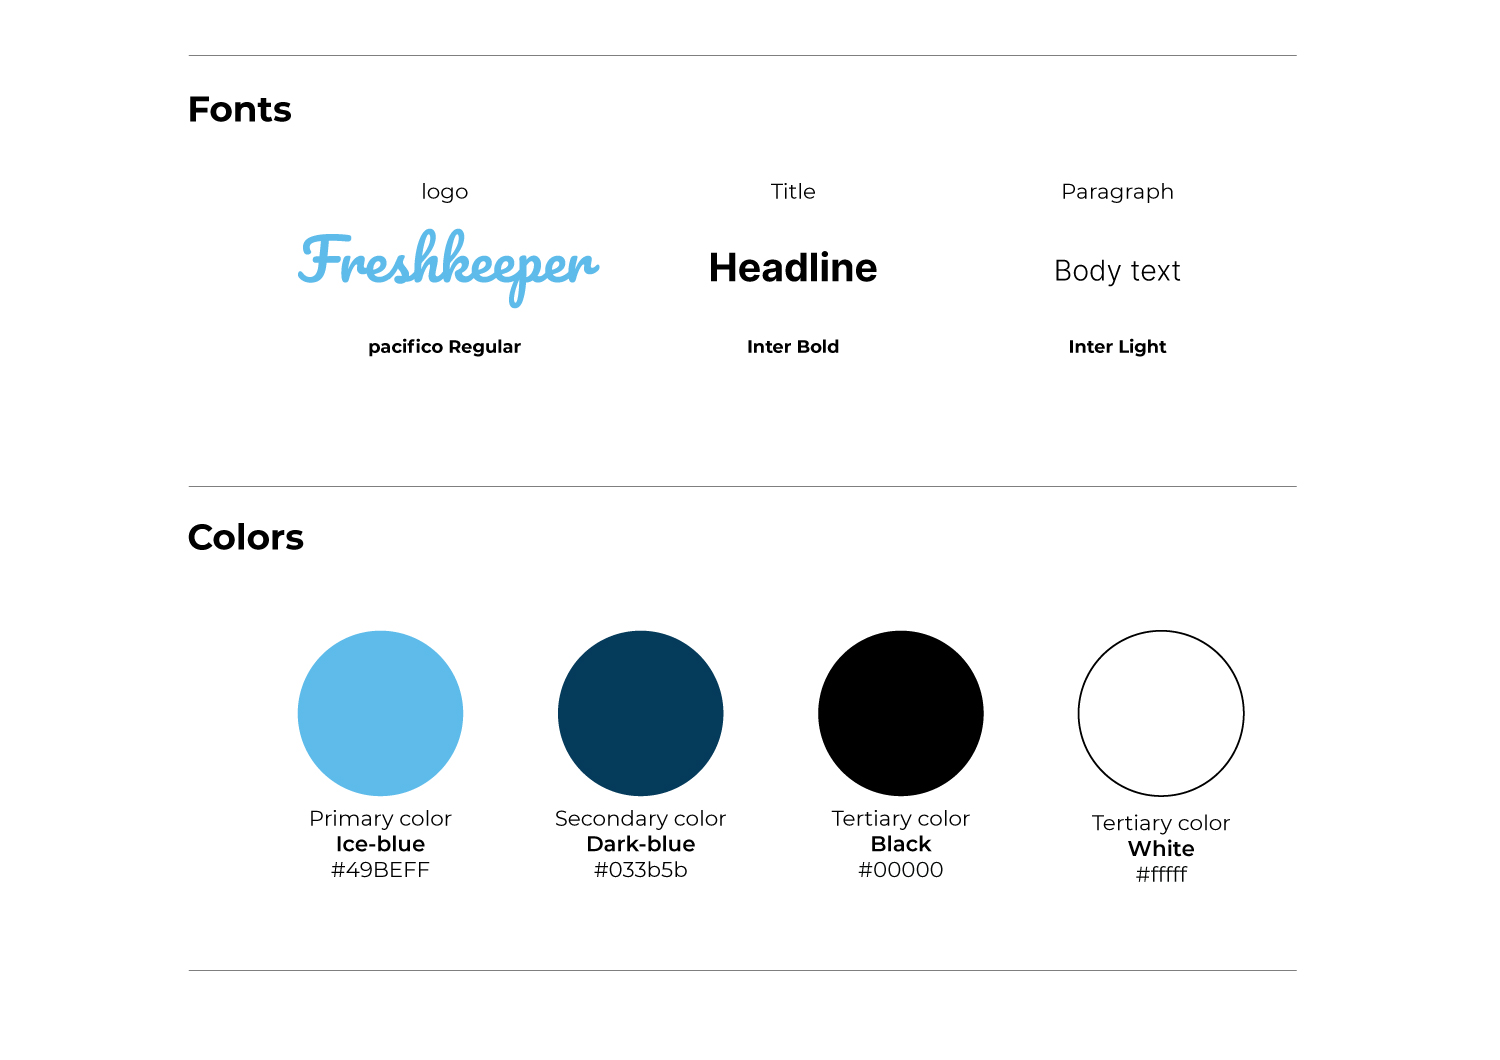 Fonts
logo
Title
Paragraph
Freshkeeper
Headline
Body text
pacifico Regular
Inter Bold
Inter Light
Colors
Primary color
Ice-blue
#49BEFF
Secondary color
Dark-blue
#033b5b
Tertiary color
Black
#00000
Tertiary color
White
#fffff